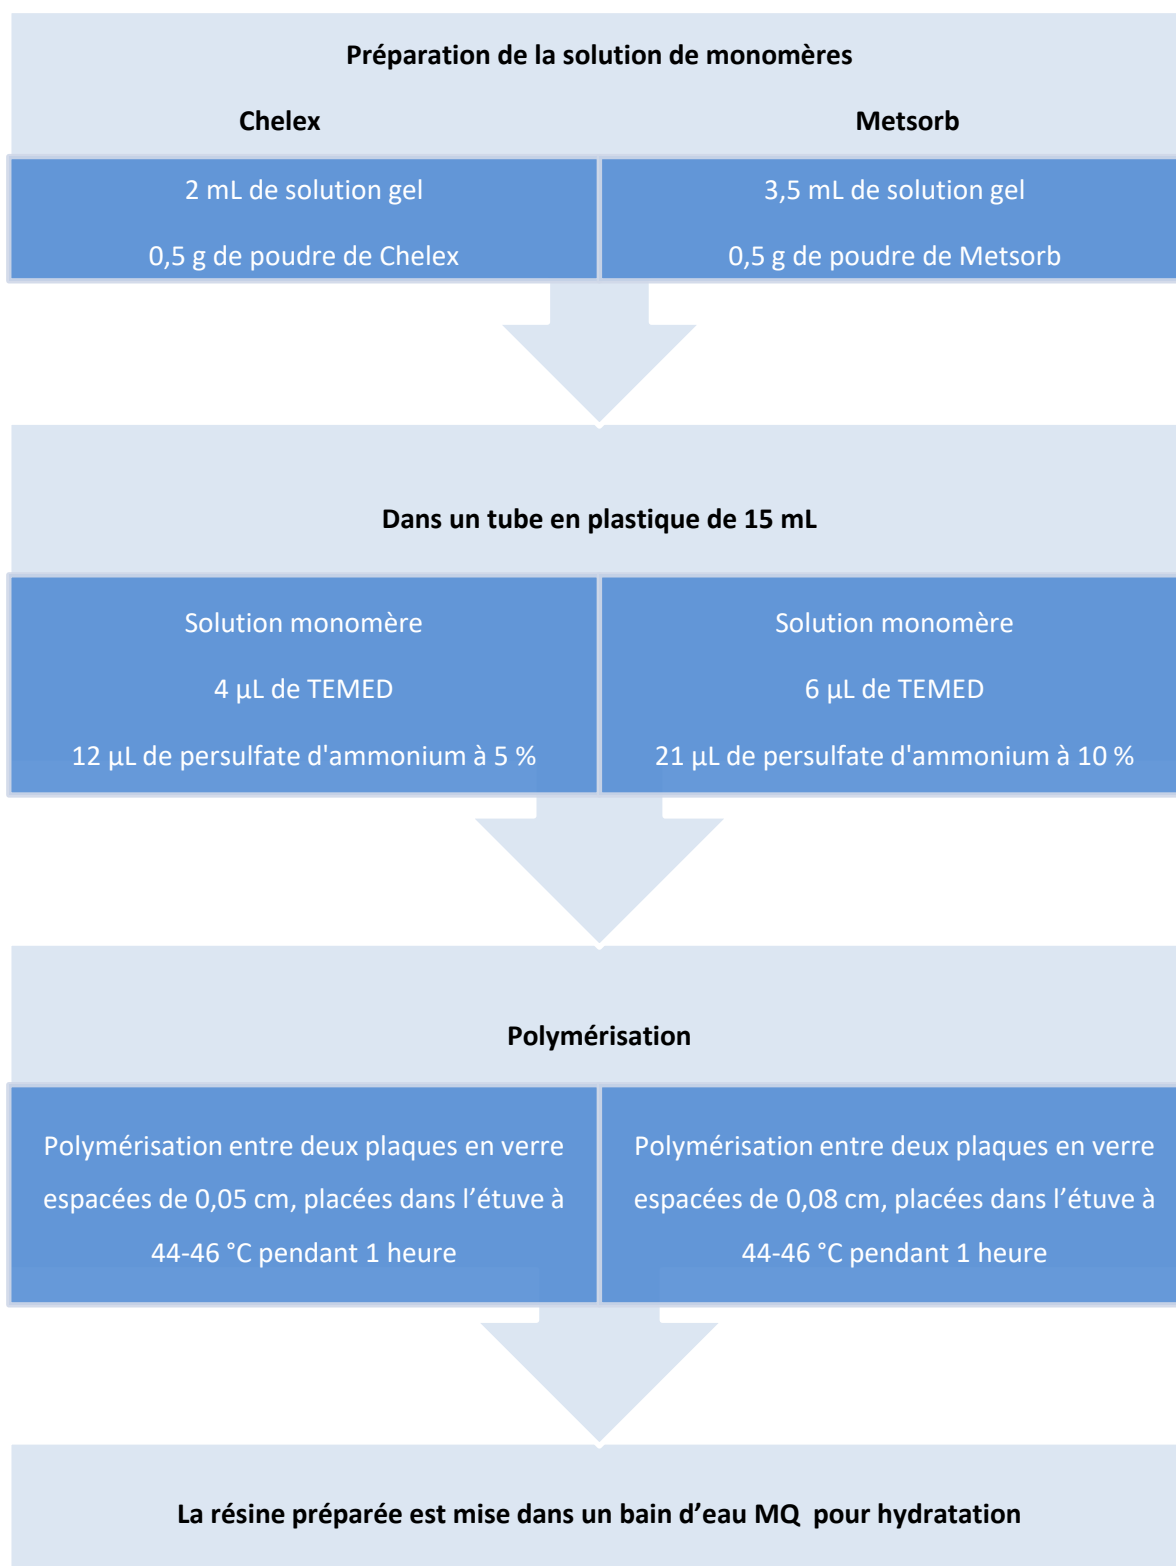 Préparation de la solution de monomères
Chelex
Metsorb
2 mL de solution gel
0,5 g de poudre de Chelex
3,5 mL de solution gel
0,5 g de poudre de Metsorb
Dans un tube en plastique de 15 mL
Solution monomère
4 µL de TEMED
12 µL de persulfate d'ammonium à 5 %
Solution monomère
6 µL de TEMED
21 µL de persulfate d'ammonium à 10 %
Polymérisation
Polymérisation entre deux plaques en verre
espacées de 0,05 cm, placées dans l’étuve à
44-46 °C pendant 1 heure
Polymérisation entre deux plaques en verre
espacées de 0,08 cm, placées dans l’étuve à
44-46 °C pendant 1 heure
La résine préparée est mise dans un bain d’eau MQ pour hydratation